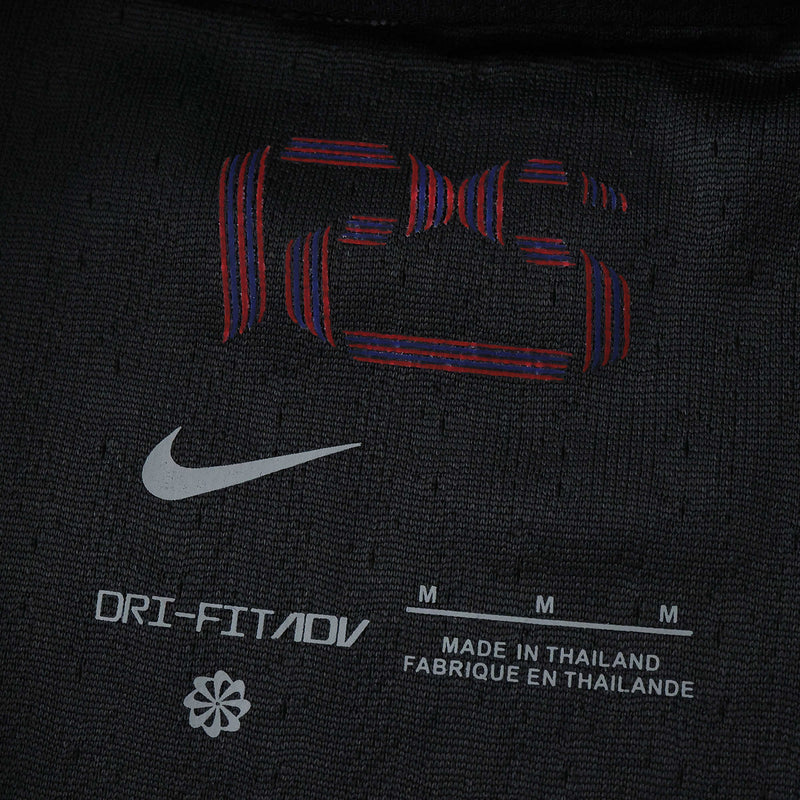 DRI-FIT ADV
M M M
MADE IN THAILAND
FABRIQUE EN THAILANDE